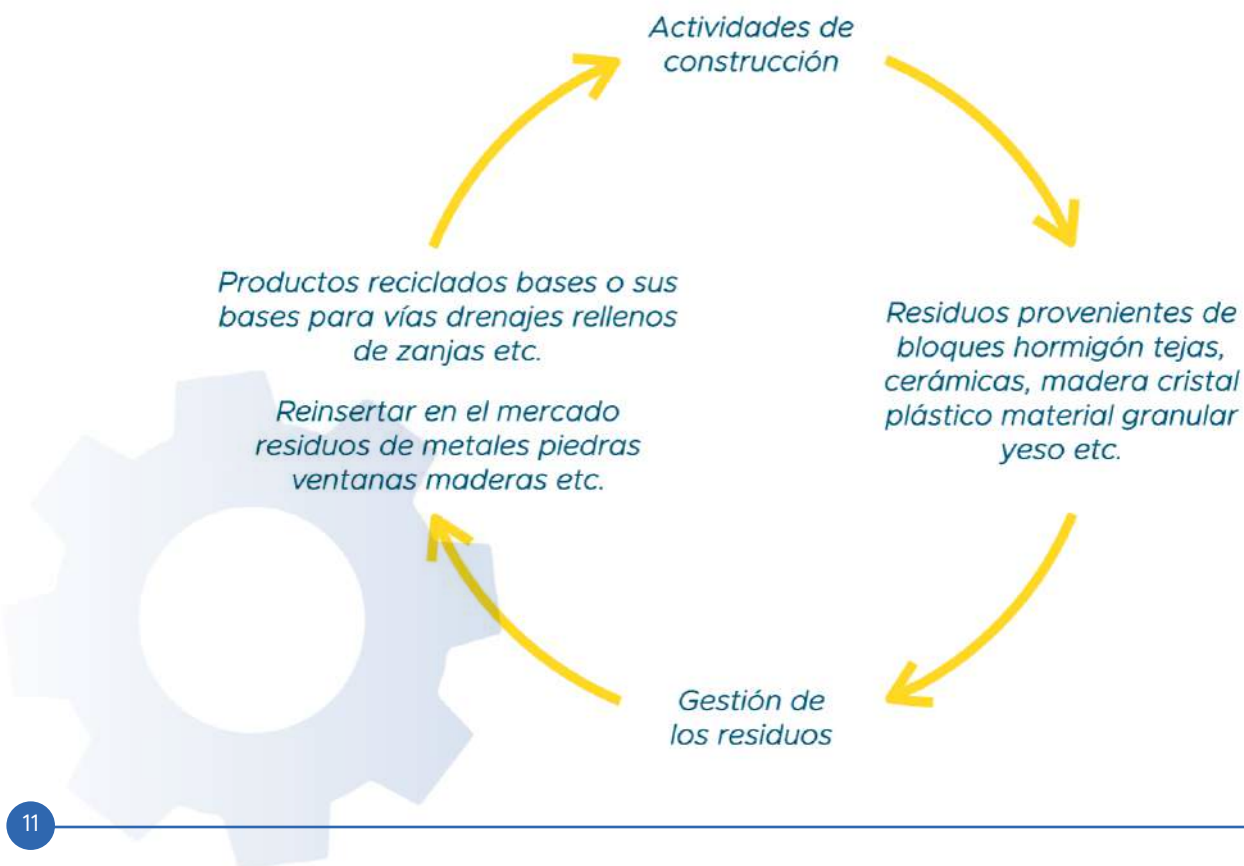 Actividades de
construcción
Residuos provenientes de
bloques hormigón tejas,
cerámicas, madera cristal
plástico material granular
yeso etc.
Gestión de
los residuos
Productos reciclados bases o sus
bases para vías drenajes rellenos
de zanjas etc.
Reinsertar en el mercado
residuos de metales piedras
ventanas maderas etc.
11